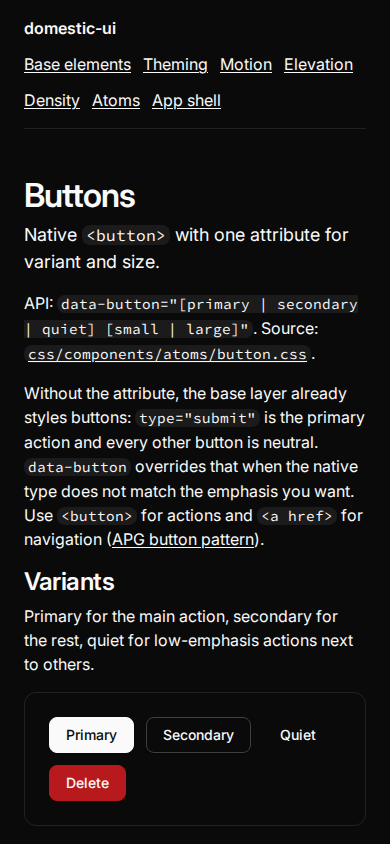 domestic-ui
Base elements Theming Motion Elevation
Density Atoms App shell
Buttons
Native <button> with one attribute for
variant and size.
API: data-button="[primary | secondary
| quiet] [small | large]". Source:
css/components/atoms/button.css.
Without the attribute, the base layer already
styles buttons: type="submit" is the primary
action and every other button is neutral.
data-button overrides that when the native
type does not match the emphasis you want.
Use <button> for actions and <a href> for
navigation (APG button pattern).
Variants
Primary for the main action, secondary for
the rest, quiet for low-emphasis actions next
to others.
Primary Secondary Quiet
Delete